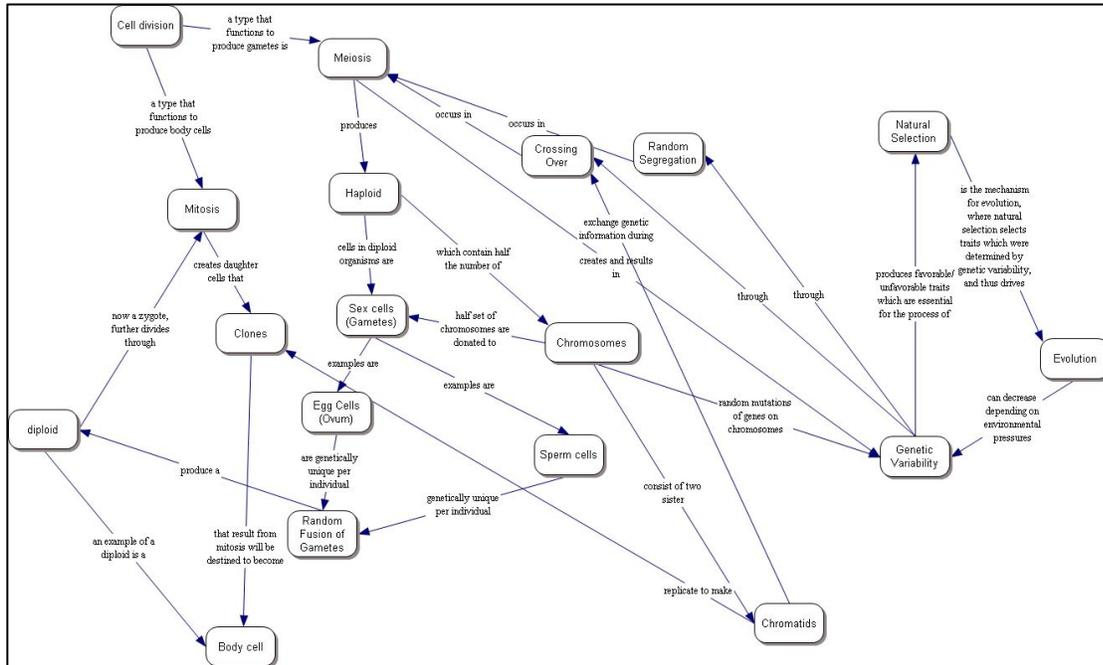 Cell division
a type that
functions to
produce gametes is
Meiosis
a type that
functions to
produce body cells
produces
occurs in
occurs in
Crossing
Over
Random
Segregation
Natural
Selection
Mitosis
Haploid
is the mechanism
for evolution,
where natural
selection selects
traits which were
determined by
genetic variability,
and thus drives
exchange genetic
information during
creates daughter
cells that
cells in diploid
organisms are
which contain half
the number of
creates and results
in
produces favorable/
unfavorable traits
which are essential
for the process of
through
through
now a zygote,
further divides
through
Clones
Sex cells
(Gametes)
half set of
chromosomes are
donated to
Chromosomes
Evolution
examples are
examples are
Egg Cells
(Ovum)
random mutations
of genes on
chromosomes
can decrease
depending on
environmental
pressures
diploid
Sperm cells
Genetic
Variability
are genetically
unique per
individual
produce a
consist of two
sister
genetically unique
per individual
Random
Fusion of
Gametes
an example of a
diploid is a
that result from
mitosis will be
destined to become
replicate to make
Chromatids
Body cell